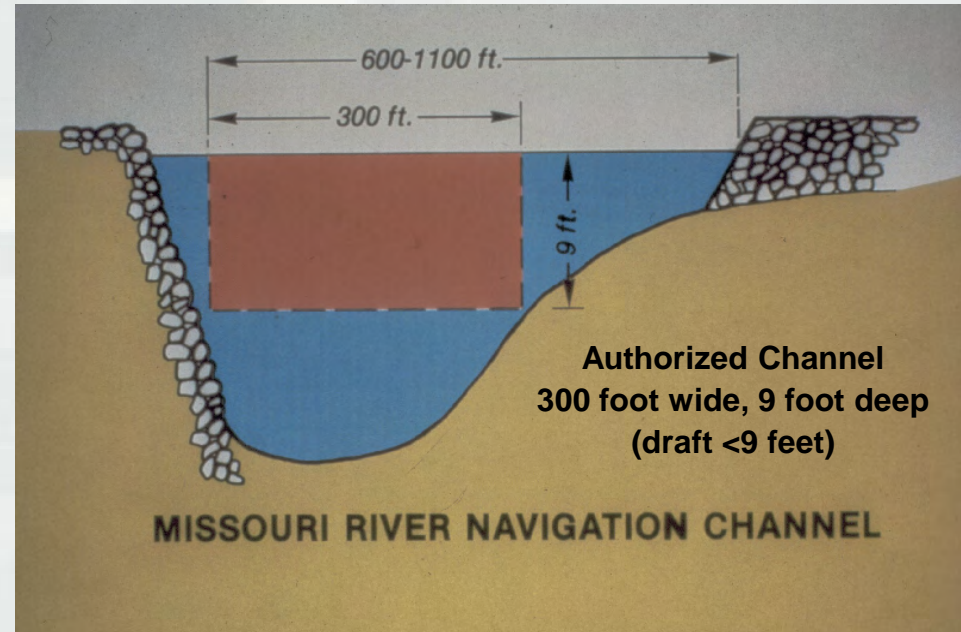 600-1100 ft.
300 ft.
9 ft.
Authorized Channel
300 foot wide, 9 foot deep
(draft <9 feet)
MISSOURI RIVER NAVIGATION CHANNEL